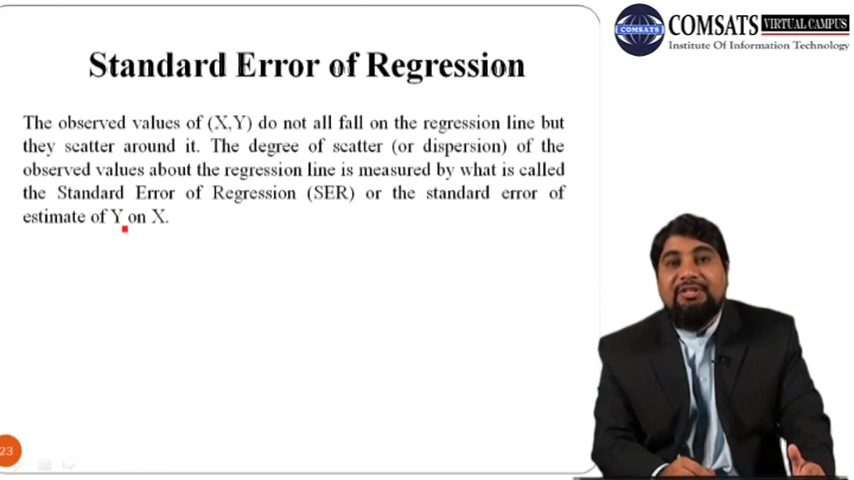 COMSATS VIRTUAL CAMPUS
COMSATS
Institute Of Information Technology
Standard Error of Regression
The observed values of (X,Y) do not all fall on the regression line but
they scatter around it. The degree of scatter (or dispersion) of the
observed values about the regression line is measured by what is called
the Standard Error of Regression (SER) or the standard error of
estimate of Y on X.
23